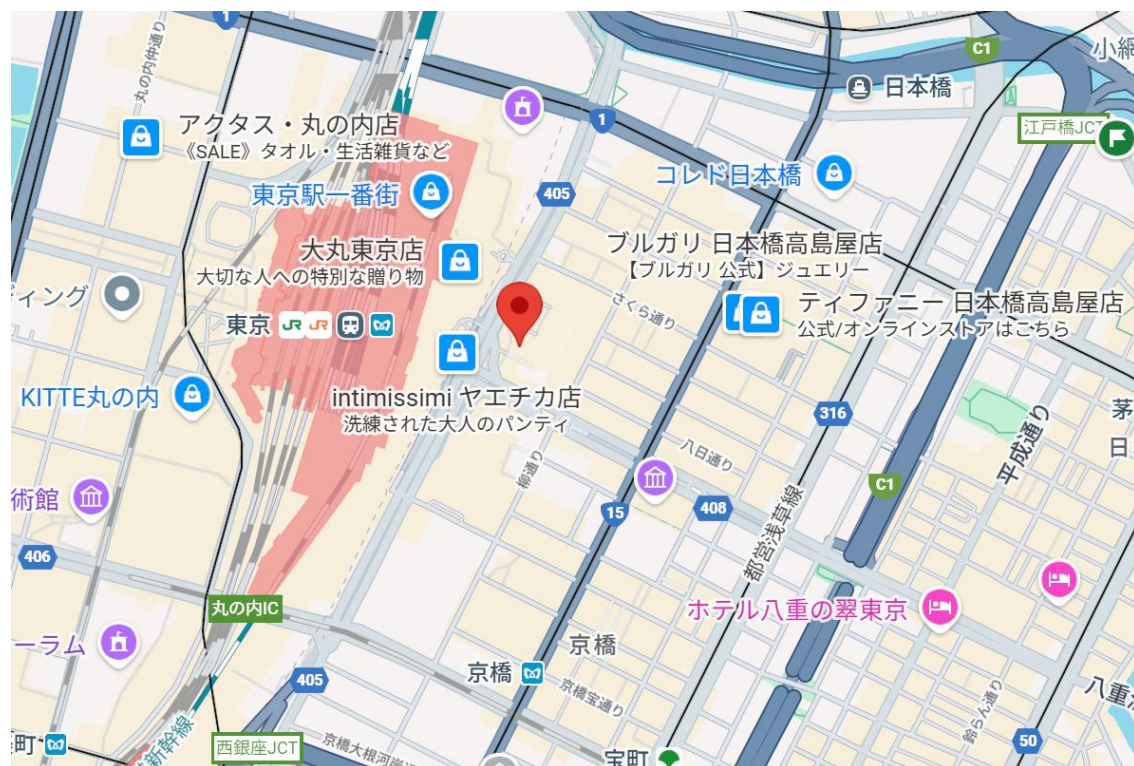 1
丸の内仲通り
C1
小網
日本橋
江戸橋JCT
1
アクタス・丸の内店
《SALE》タオル・生活雑貨など
コレド日本橋
東京駅一番街
405
大丸東京店
大切な人への特別な贈り物
ブルガリ 日本橋高島屋店
【ブルガリ 公式】ジュエリー
ディング
さくら通り
ティファニー 日本橋高島屋店
公式/オンラインストアはこちら
東京
JR
JR
KITTE丸の内
intimissimi ヤエチカ店
洗練された大人のパンティ
316
茅
日
平成通り
八日通り
柳通り
術館
C1
15
408
都営浅草線
406
丸の内IC
ホテル八重の翠東京
ーラム
京橋
京橋
405
京橋宝通り
八重洲
鈴らん通り
新幹線
町
西銀座JCT
京橋大根河岸通
宝町
50